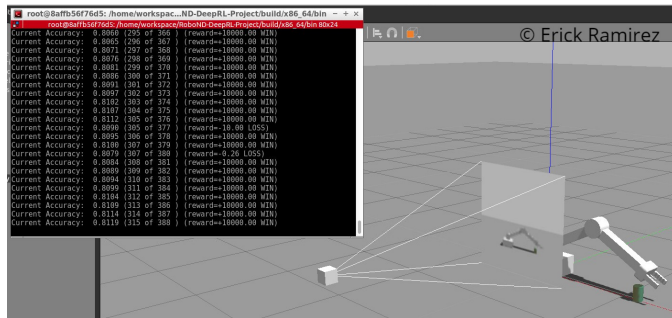 root@8affb56f76d5: /home/workspac...ND-DeepRL-Project/build/x86_64/bin
root@8affb56f76d5: /home/workspace/RoboND-DeepRL-Project/build/x86_64/bin 80x24
Current Accuracy: 0.8060 (295 of 366 ) (reward=+10000.00 WIN)
Current Accuracy: 0.8065 (296 of 367 ) (reward=+10000.00 WIN)
Current Accuracy: 0.8071 (297 of 368 ) (reward=+10000.00 WIN)
Current Accuracy: 0.8076 (298 of 369 ) (reward=+10000.00 WIN)
Current Accuracy: 0.8081 (299 of 370 ) (reward=+10000.00 WIN)
Current Accuracy: 0.8086 (300 of 371 ) (reward=+10000.00 WIN)
Current Accuracy: 0.8091 (301 of 372 ) (reward=+10000.00 WIN)
Current Accuracy: 0.8097 (302 of 373 ) (reward=+10000.00 WIN)
Current Accuracy: 0.8102 (303 of 374 ) (reward=+10000.00 WIN)
Current Accuracy: 0.8107 (304 of 375 ) (reward=+10000.00 WIN)
Current Accuracy: 0.8112 (305 of 376 ) (reward=+10000.00 WIN)
Current Accuracy: 0.8090 (305 of 377 ) (reward=-10.00 LOSS)
Current Accuracy: 0.8095 (306 of 378 ) (reward=+10000.00 WIN)
Current Accuracy: 0.8100 (307 of 379 ) (reward=+10000.00 WIN)
Current Accuracy: 0.8079 (307 of 380 ) (reward=-0.26 LOSS)
Current Accuracy: 0.8084 (308 of 381 ) (reward=+10000.00 WIN)
Current Accuracy: 0.8089 (309 of 382 ) (reward=+10000.00 WIN)
Current Accuracy: 0.8094 (310 of 383 ) (reward=+10000.00 WIN)
Current Accuracy: 0.8099 (311 of 384 ) (reward=+10000.00 WIN)
Current Accuracy: 0.8104 (312 of 385 ) (reward=+10000.00 WIN)
Current Accuracy: 0.8109 (313 of 386 ) (reward=+10000.00 WIN)
Current Accuracy: 0.8114 (314 of 387 ) (reward=+10000.00 WIN)
Current Accuracy: 0.8119 (315 of 388 ) (reward=+10000.00 WIN)
© Erick Ramirez